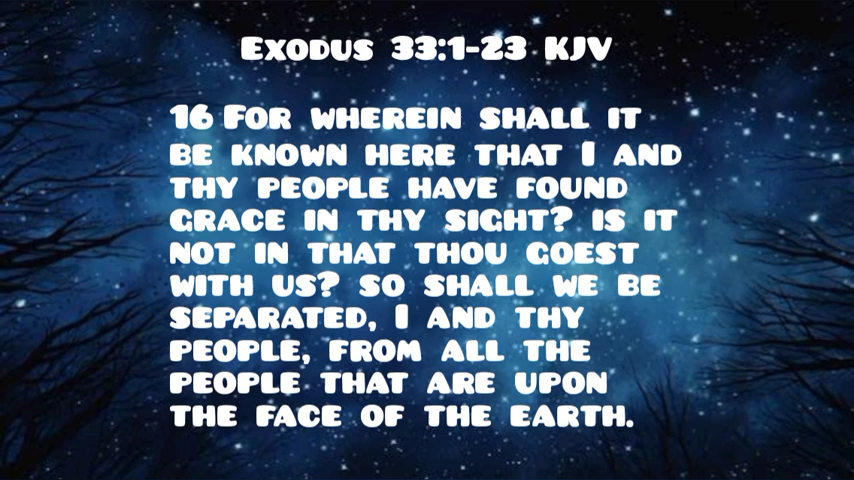 Exodus 33:1-23 KJV
16 For wherein shall it
be known here that I and
thy people have found
grace in thy sight? is it
not in that thou goest
with us? so shall we be
separated, I and thy
people, from all the
people that are upon
the face of the earth.